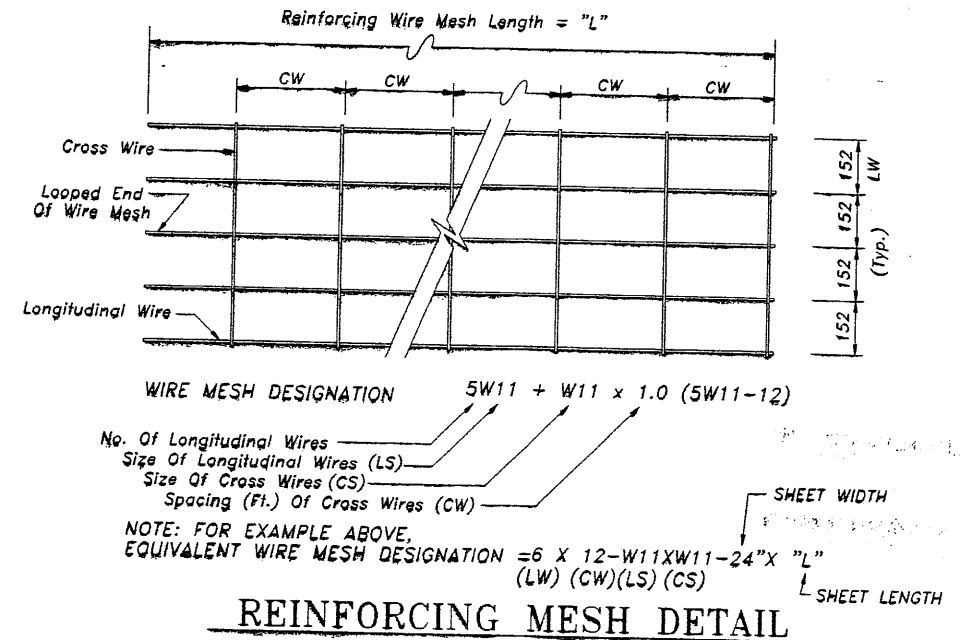 Reinforcing Wire Mesh Length = "L"
CW CW CW CW CW
Cross Wire
Looped End
Of Wire Mesh
Longitudinal Wire
152
152
152
152
LW
(Typ.)
WIRE MESH DESIGNATION 5W11 + W11 x 1.0 (5W11-12)
No. Of Longitudinal Wires
Size Of Longitudinal Wires (LS)
Size Of Cross Wires (CS)
Spacing (Ft.) Of Cross Wires (CW)
SHEET WIDTH
NOTE: FOR EXAMPLE ABOVE,
EQUIVALENT WIRE MESH DESIGNATION =6 X 12-W11XW11-24"X "L"
(LW) (CW)(LS) (CS)
SHEET LENGTH
REINFORCING MESH DETAIL